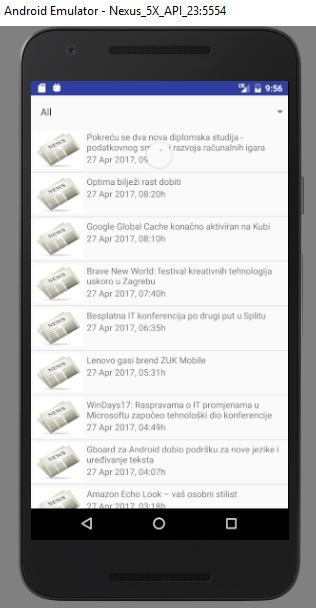 Android Emulator - Nexus_5X_API_23:5554
9:56
All
NEWS
Pokreću se dva nova diplomska studija -
podatkovnog i razvoja računalnih igara
27 Apr 2017,
NEWS
Optima bilježi rast dobiti
27 Apr 2017, 08:20h
NEWS
Google Global Cache konačno aktiviran na Kubi
27 Apr 2017, 08:10h
NEWS
Brave New World: festival kreativnih tehnologija
uskoro u Zagrebu
27 Apr 2017, 07:40h
NEWS
Besplatna IT konferencija po drugi put u Splitu
27 Apr 2017, 06:35h
NEWS
Lenovo gasi brend ZUK Mobile
27 Apr 2017, 05:31h
NEWS
WinDays17: Raspravama o IT promjenama u
Microsoftu započeo tehnološki dio konferencije
27 Apr 2017, 04:49h
NEWS
Gboard za Android dobio podršku za nove jezike i
uređivanje teksta
27 Apr 2017, 04:07h
NEWS
Amazon Echo Look – vaš osobni stilist
27 Apr 2017, 03:18h